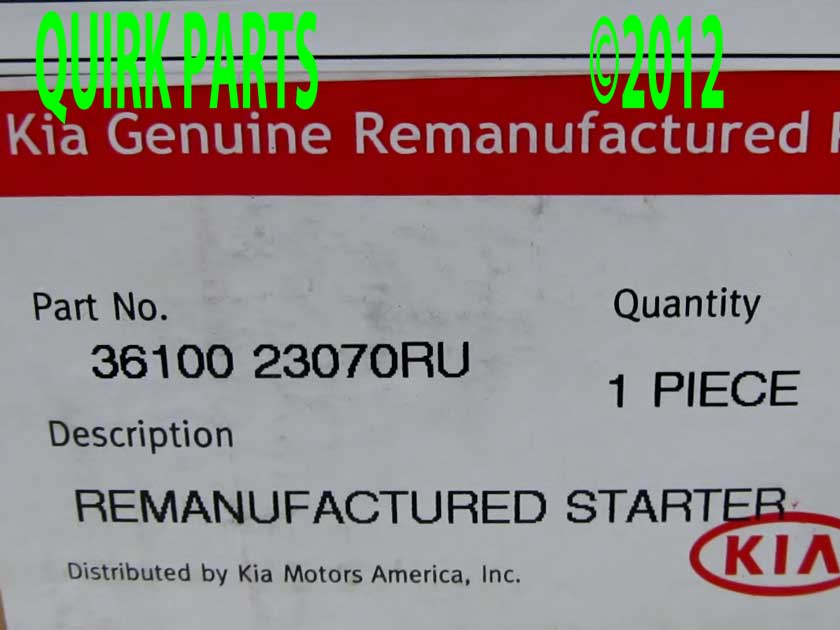 QUIRK PARTS ©2012
Kia Genuine Remanufactured
Part No.
Quantity
36100 23070RU
1 PIECE
Description
REMANUFACTURED STARTER
KIA
Distributed by Kia Motors America, Inc.